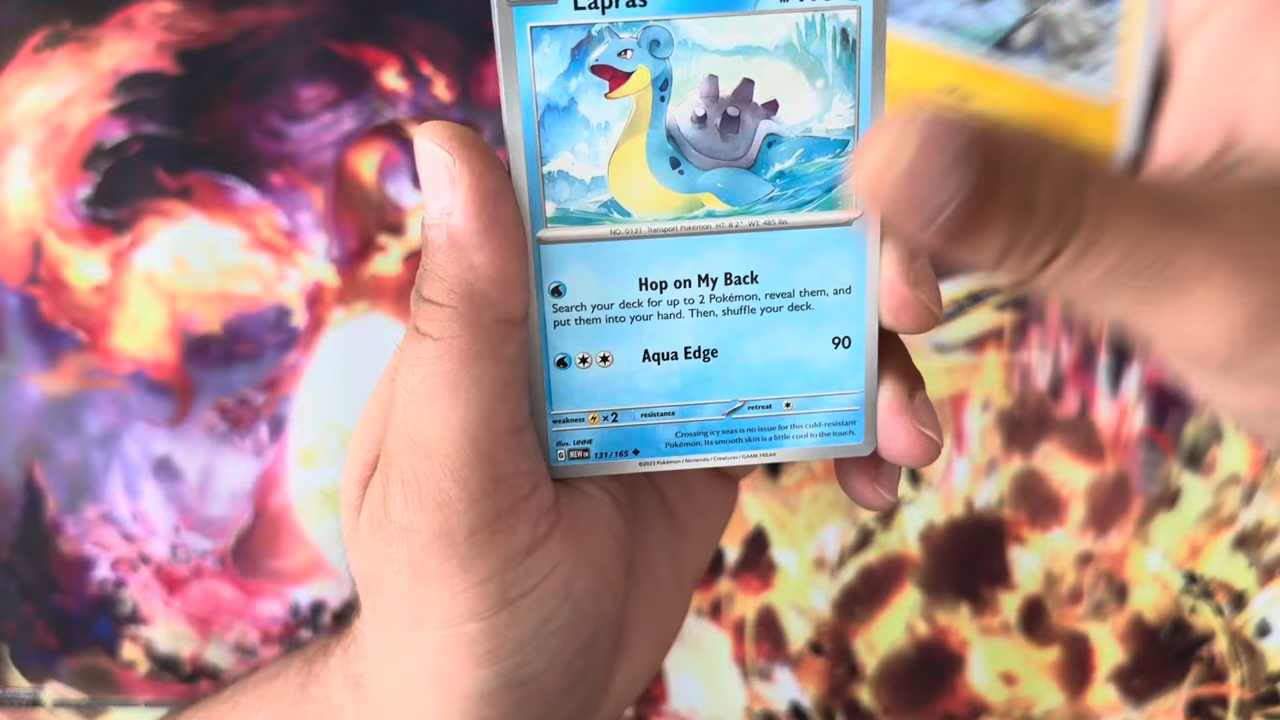 Lapras
NO. 0131 Transport Pokémon HT: 8'2" WT: 485 lbs.
Hop on My Back
Search your deck for up to 2 Pokémon, reveal them, and
put them into your hand. Then, shuffle your deck.
Aqua Edge 90
weakness ×2 resistance retreat
Illus. LINNE
Crossing icy seas is no issue for this cold-resistant
Pokémon. Its smooth skin is a little cool to the touch.
G MEW EN 131/165
©2023 Pokémon / Nintendo / Creatures / GAME FREAK